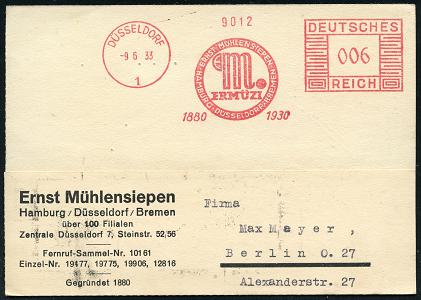 9012
DÜSSELDORF
-9.6.33
1
HAMBURG·ERNST MÜHLENSIEPEN·BREMEN
m.
ERMÜZI
DÜSSELDORF
1880 1930
DEUTSCHES
006
REICH
Ernst Mühlensiepen
Hamburg / Düsseldorf / Bremen
über 100 Filialen
Zentrale Düsseldorf 7, Steinstr. 52,56
Fernruf-Sammel-Nr. 10161
Einzel-Nr. 19477, 19775, 19906, 12816
Gegründet 1880
Firma
Max Mayer,
Berlin O. 27
Alexanderstr. 27